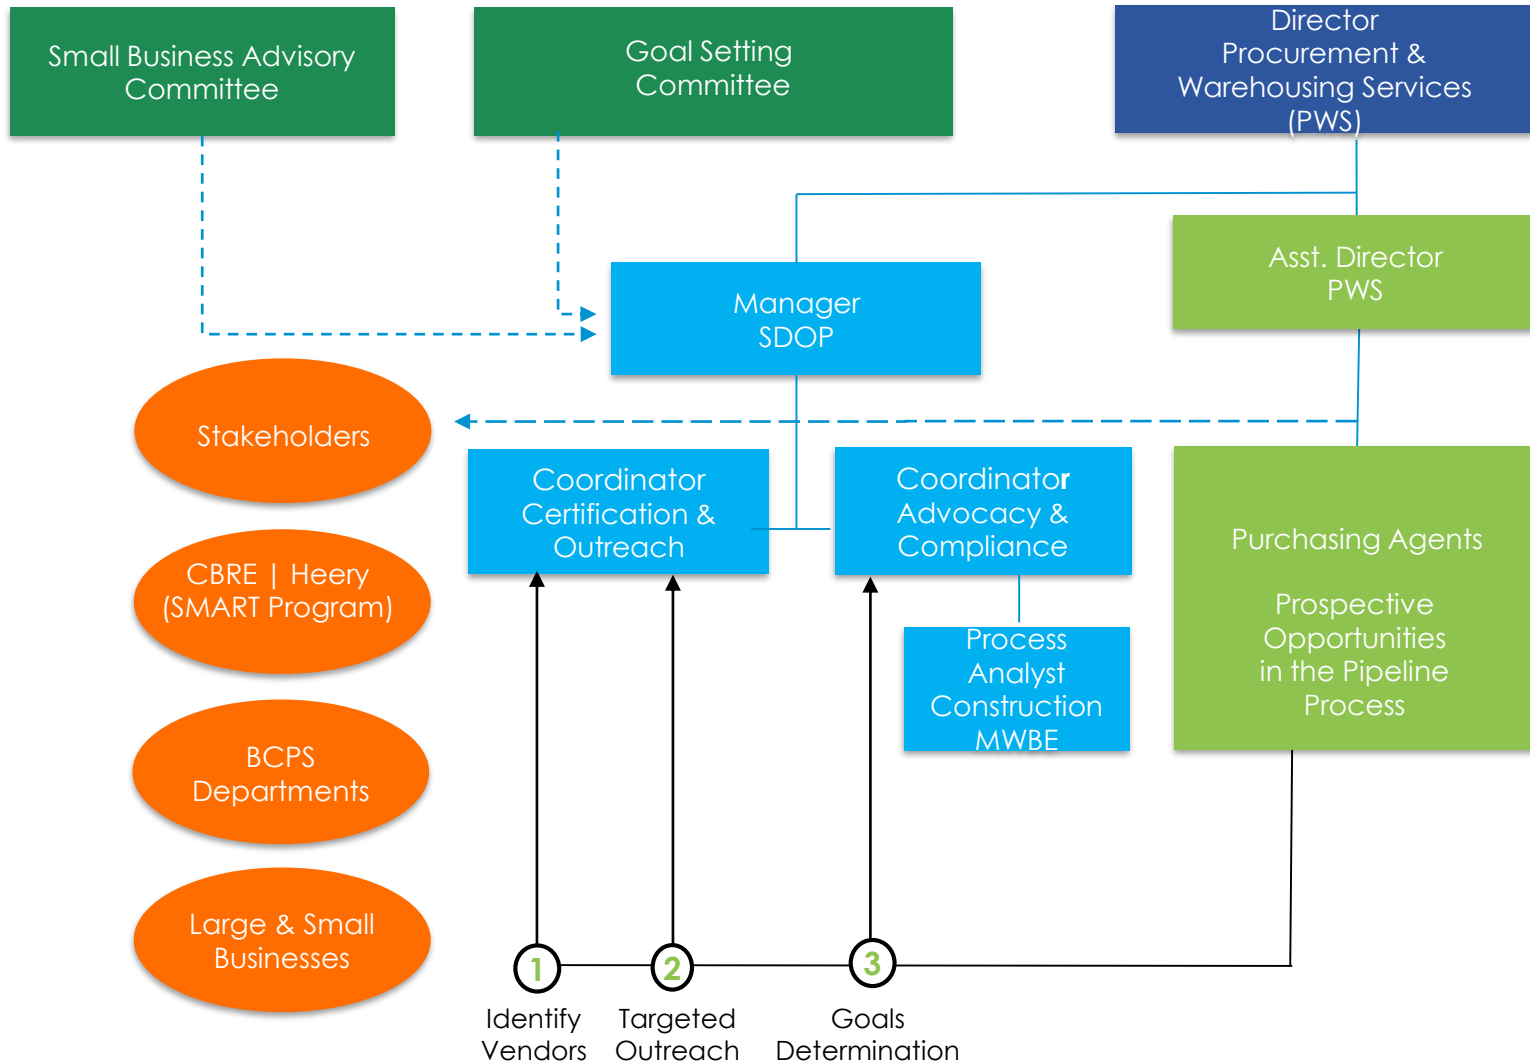 Small Business Advisory
Committee
Goal Setting
Committee
Director
Procurement &
Warehousing Services
(PWS)
Asst. Director
PWS
Manager
SDOP
Stakeholders
Coordinator
Certification &
Outreach
Coordinator
Advocacy &
Compliance
Purchasing Agents
Prospective
Opportunities
in the Pipeline
Process
CBRE | Heery
(SMART Program)
Process
Analyst
Construction
MWBE
BCPS
Departments
Large & Small
Businesses
1
2
3
Identify
Vendors
Targeted
Outreach
Goals
Determination